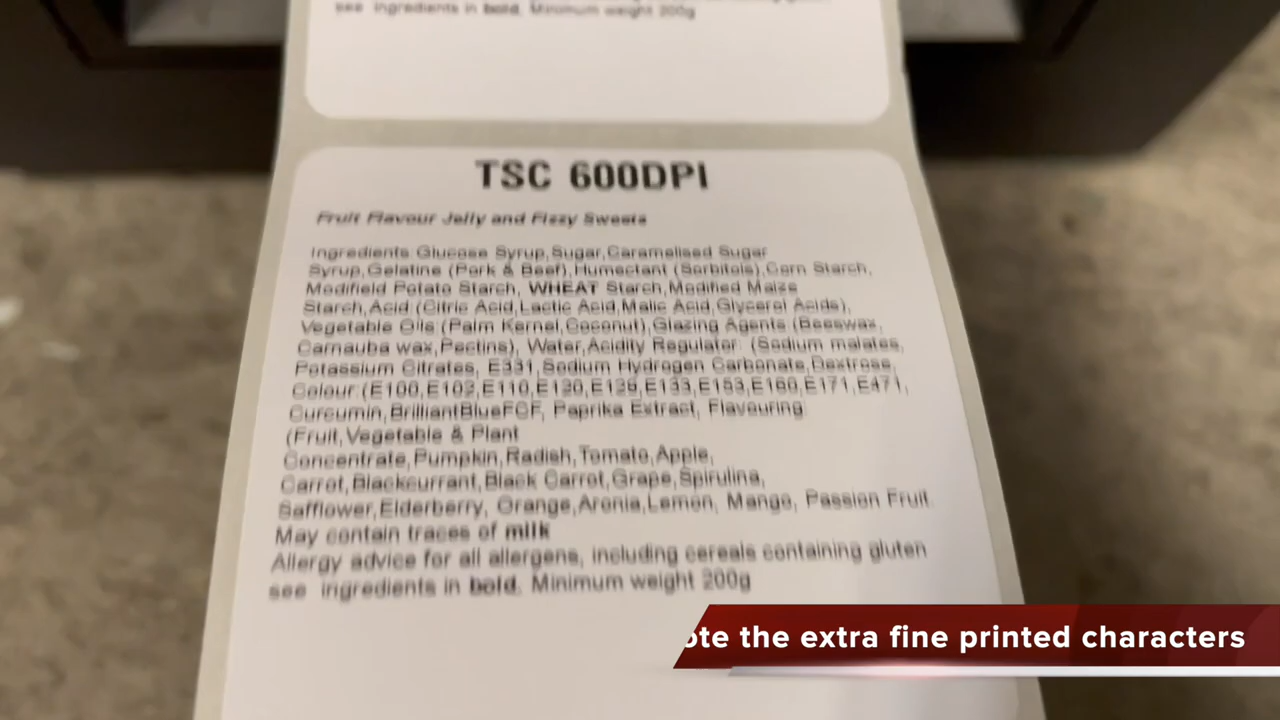 see ingredients in bold, Minimum weight 200g
TSC 600DPI
Fruit Flavour Jelly and Fizzy Sweets
Ingredients Glucose Syrup,Sugar,Caramelised Sugar
Syrup,Gelatine (Pork & Beef),Humectant (Sorbitols),Corn Starch,
Modifield Potato Starch, WHEAT Starch,Modified Maize
Starch,Acid (Citric Acid,Lactic Acid,Malic Acid,Glycerol Acids),
Vegetable Oils (Palm Kernel,Coconut),Glazing Agents (Beeswax,
Carnauba wax,Pectins), Water,Acidity Regulator: (Sodium malates,
Potassium Citrates, E331,Sodium Hydrogen Carbonate,Dextrose,
Colour:(E100,E102,E110,E120,E129,E133,E153,E160,E171,E471,
Curcumin,BrilliantBlueFCF, Paprika Extract, Flavouring
(Fruit,Vegetable & Plant
Concentrate,Pumpkin,Radish,Tomato,Apple,
Carrot,Blackcurrant,Black Carrot,Grape,Spirulina,
Safflower,Elderberry, Orange,Aronia,Lemon, Mango, Passion Fruit.
May contain traces of milk
Allergy advice for all allergens, including cereals containing gluten
see ingredients in bold, Minimum weight 200g
ote the extra fine printed characters